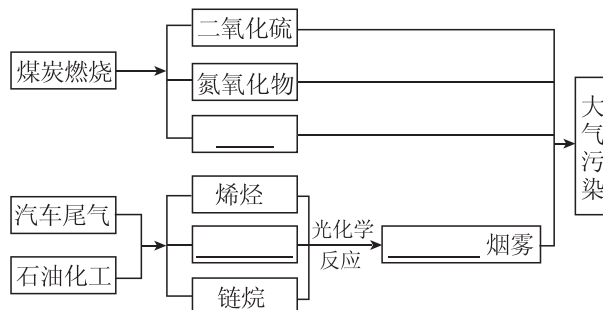 二氧化硫
煤炭燃烧
氮氧化物
大
气
污
染
汽车尾气
石油化工
烯烃
链烷
光化学
反应
烟雾